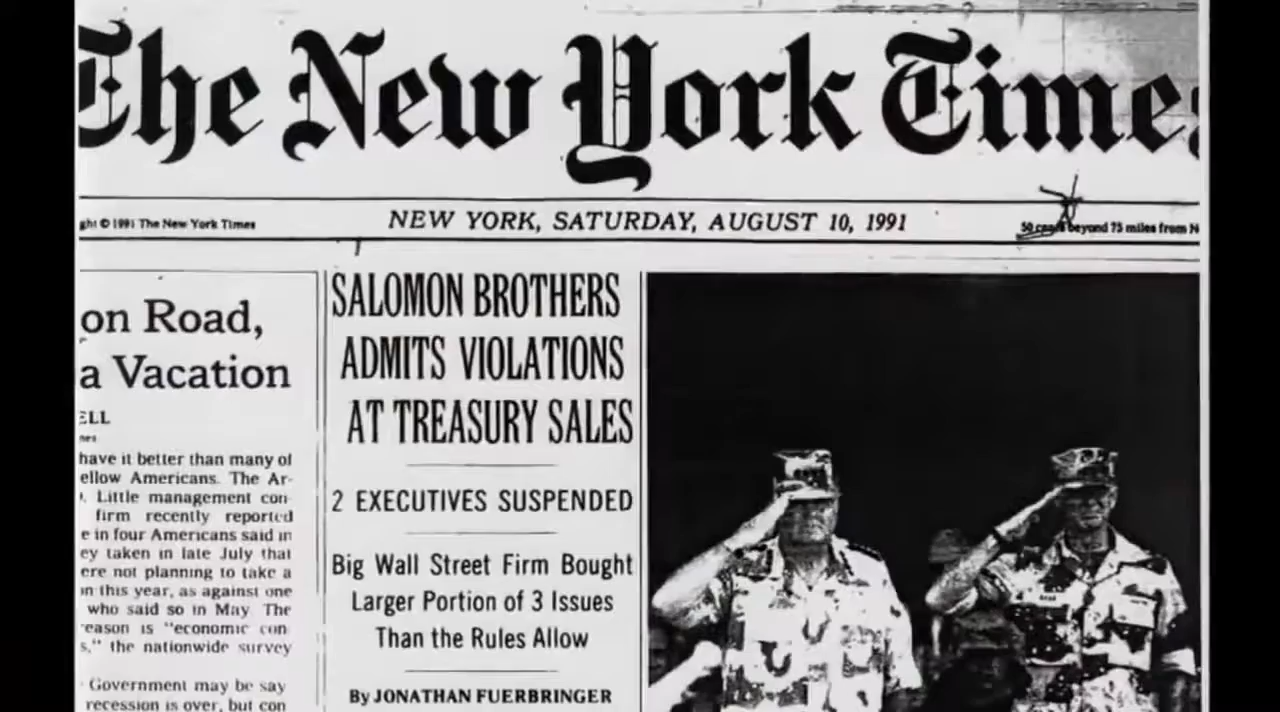 The New York Times
ght © 1991 The New York Times
NEW YORK, SATURDAY, AUGUST 10, 1991
50 cents beyond 75 miles from N
on Road,
a Vacation
ELL
mes
have it better than many of
ellow Americans. The Ar-
). Little management con-
firm recently reported
e in four Americans said in
ey taken in late July that
ere not planning to take a
on this year, as against one
who said so in May. The
reason is "economic con-
s," the nationwide survey
Government may be say
recession is over, but con
SALOMON BROTHERS
ADMITS VIOLATIONS
AT TREASURY SALES
2 EXECUTIVES SUSPENDED
Big Wall Street Firm Bought
Larger Portion of 3 Issues
Than the Rules Allow
By JONATHAN FUERBRINGER